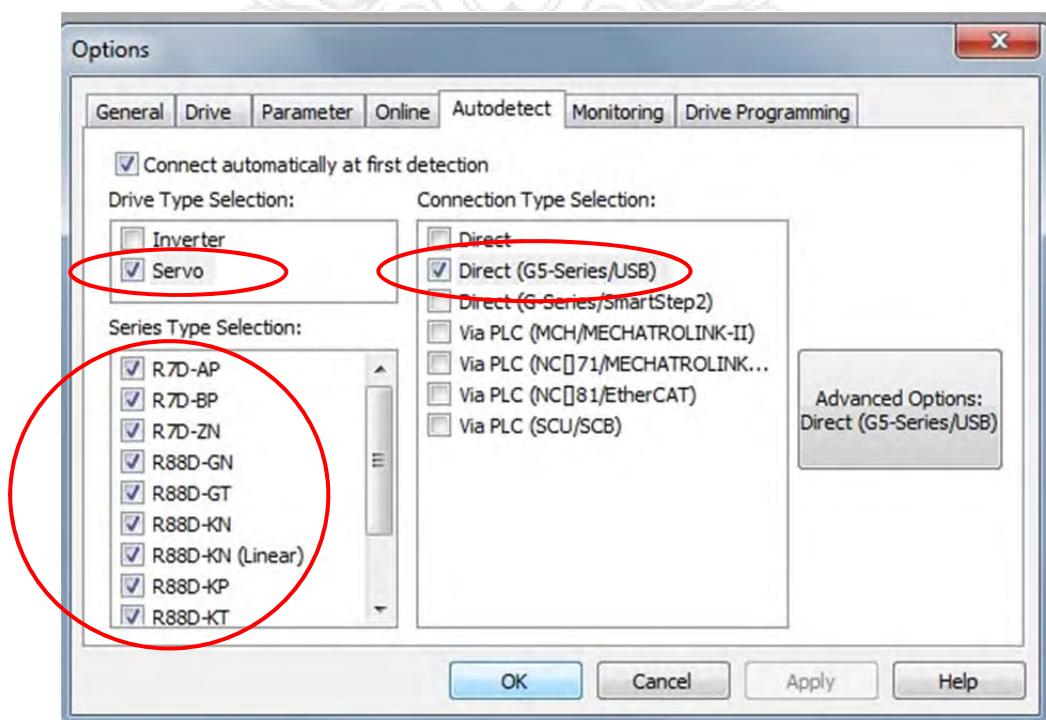 Options
General Drive Parameter Online Autodetect Monitoring Drive Programming
Connect automatically at first detection
Drive Type Selection:
Inverter
Servo
Series Type Selection:
R7D-AP
R7D-BP
R7D-ZN
R88D-GN
R88D-GT
R88D-KN
R88D-KN (Linear)
R88D-KP
R88D-KT
Connection Type Selection:
Direct
Direct (G5-Series/USB)
Direct (G-Series/SmartStep2)
Via PLC (MCH/MECHATROLINK-II)
Via PLC (NC[]71/MECHATROLINK...
Via PLC (NC[]81/EtherCAT)
Via PLC (SCU/SCB)
Advanced Options:
Direct (G5-Series/USB)
OK Cancel Apply Help